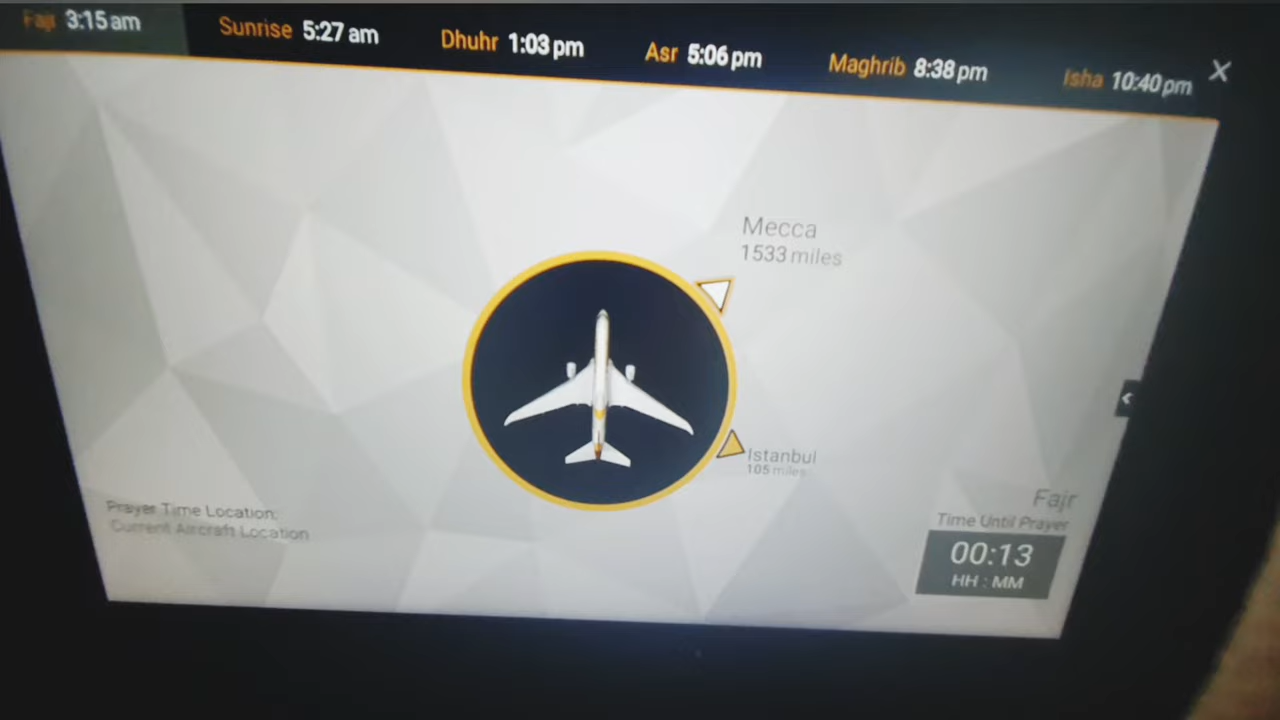 Fajr 3:15 am
Sunrise 5:27 am
Dhuhr 1:03 pm
Asr 5:06 pm
Maghrib 8:38 pm
Isha 10:40 pm
Mecca
1533 miles
Istanbul
105 miles
Prayer Time Location:
Current Aircraft Location
Fajr
Time Until Prayer
00:13
HH : MM